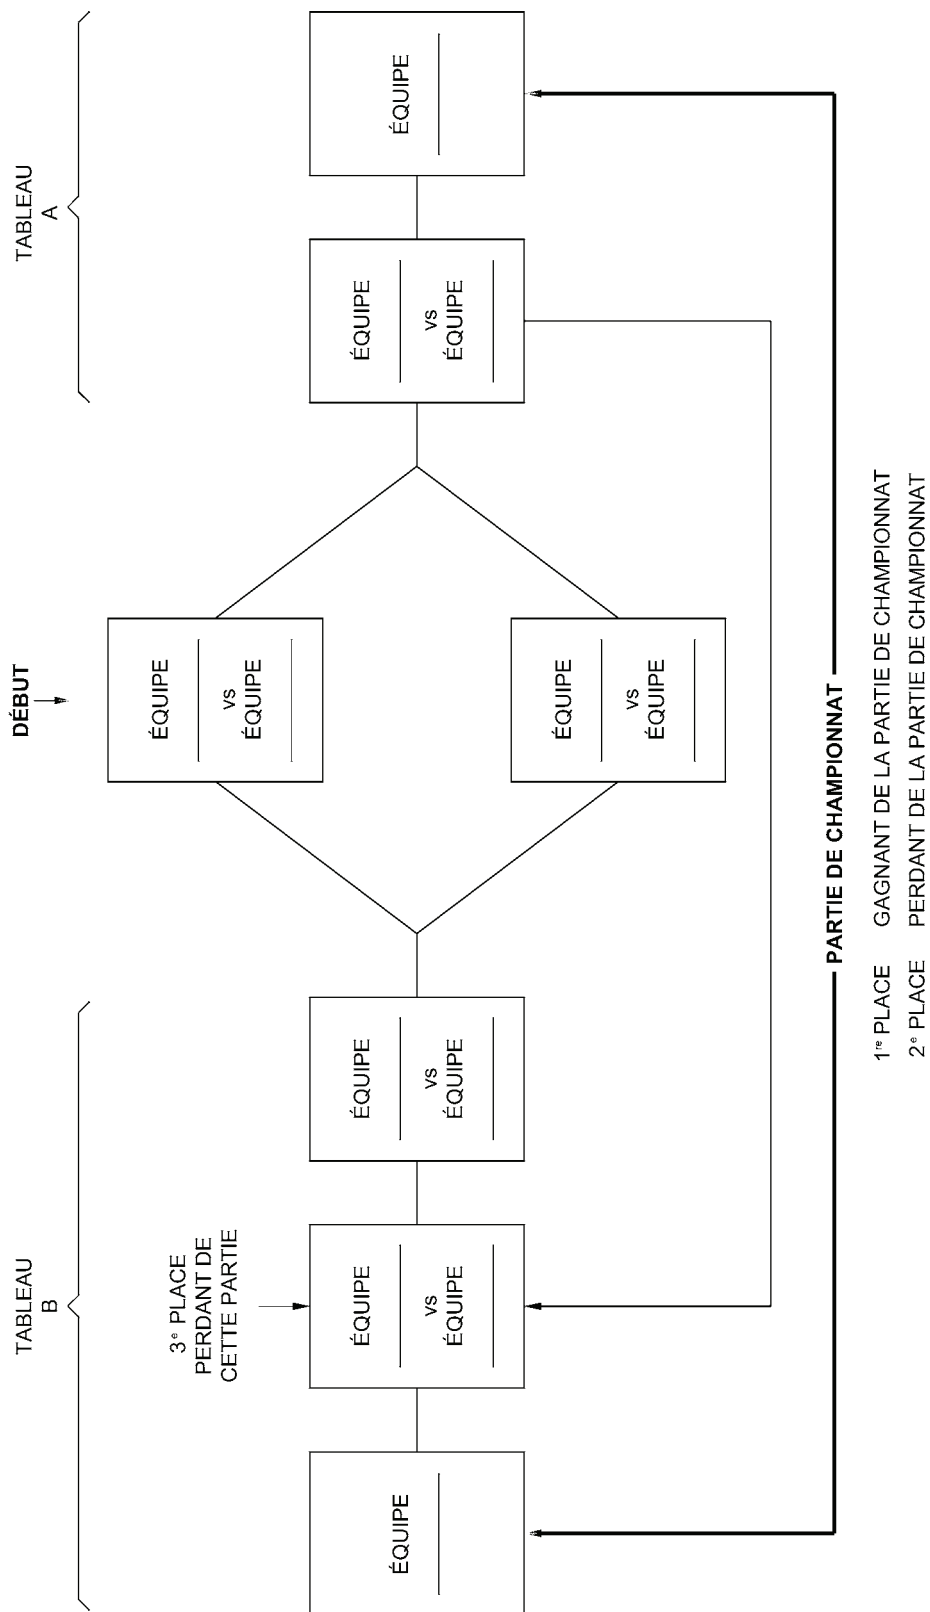 TABLEAU
B
DÉBUT
TABLEAU
A
ÉQUIPE
vs
ÉQUIPE
3e PLACE
PERDANT DE
CETTE PARTIE
ÉQUIPE
ÉQUIPE
vs
ÉQUIPE
ÉQUIPE
vs
ÉQUIPE
ÉQUIPE
vs
ÉQUIPE
ÉQUIPE
ÉQUIPE
vs
ÉQUIPE
PARTIE DE CHAMPIONNAT
1re PLACE GAGNANT DE LA PARTIE DE CHAMPIONNAT
2e PLACE PERDANT DE LA PARTIE DE CHAMPIONNAT